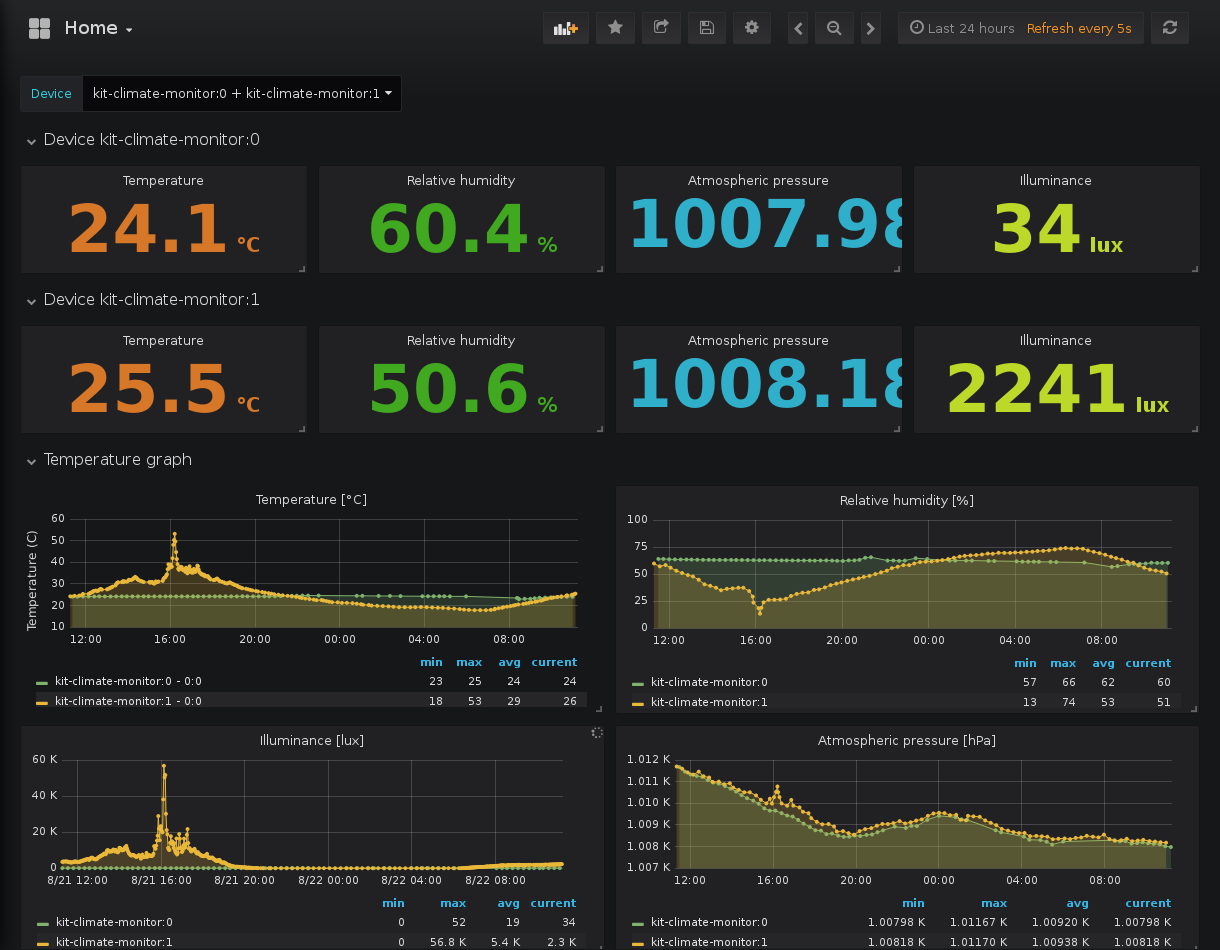 Home
Last 24 hours Refresh every 5s
Device kit-climate-monitor:0 + kit-climate-monitor:1
Device kit-climate-monitor:0
Temperature Relative humidity Atmospheric pressure Illuminance
24.1 °C 60.4 % 1007.98 34 lux
Device kit-climate-monitor:1
Temperature Relative humidity Atmospheric pressure Illuminance
25.5 °C 50.6 % 1008.18 2241 lux
Temperature graph
Temperature [°C]
Temperature (C)
60
50
40
30
20
10
12:00 16:00 20:00 00:00 04:00 08:00
min max avg current
kit-climate-monitor:0 - 0:0 23 25 24 24
kit-climate-monitor:1 - 0:0 18 53 29 26
Relative humidity [%]
100
75
50
25
0
12:00 16:00 20:00 00:00 04:00 08:00
min max avg current
kit-climate-monitor:0 57 66 62 60
kit-climate-monitor:1 13 74 53 51
Illuminance [lux]
60 K
40 K
20 K
0
8/21 12:00 8/21 16:00 8/21 20:00 8/22 00:00 8/22 04:00 8/22 08:00
min max avg current
kit-climate-monitor:0 0 52 19 34
kit-climate-monitor:1 0 56.8 K 5.4 K 2.3 K
Atmospheric pressure [hPa]
1.012 K
1.011 K
1.010 K
1.009 K
1.008 K
1.007 K
12:00 16:00 20:00 00:00 04:00 08:00
min max avg current
kit-climate-monitor:0 1.00798 K 1.01167 K 1.00920 K 1.00798 K
kit-climate-monitor:1 1.00818 K 1.01170 K 1.00938 K 1.00818 K